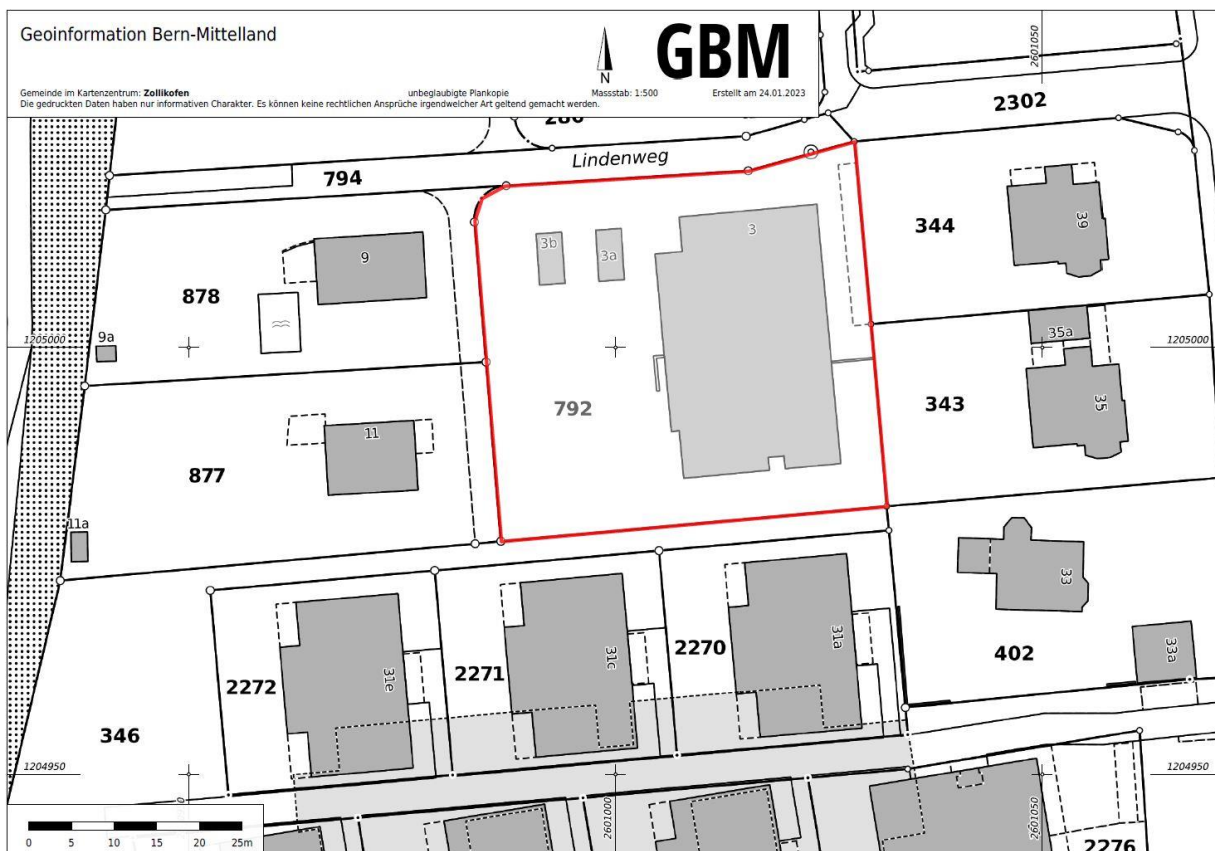 Geoinformation Bern-Mittelland
GBM
N
Gemeinde im Kartenzentrum: Zollikofen
unbeglaubigte Plankopie
Massstab: 1:500
Erstellt am 24.01.2023
Die gedruckten Daten haben nur informativen Charakter. Es können keine rechtlichen Ansprüche irgendwelcher Art geltend gemacht werden.
2601050
2302
280
Lindenweg
794
344
39
3b
3a
3
9
878
9a
1205000
1205000
35a
343
35
792
11
877
11a
33
402
33a
31a
2270
31c
2271
31e
2272
346
1204950
1204950
2601000
2601050
0 5 10 15 20 25m
2276